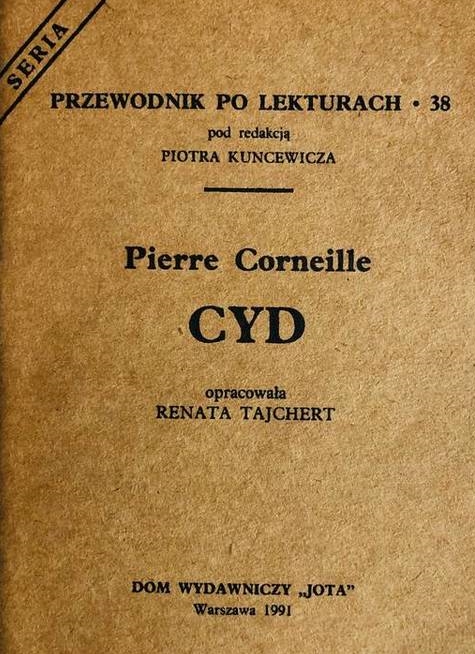 SERIA
PRZEWODNIK PO LEKTURACH • 38
pod redakcją
PIOTRA KUNCEWICZA
Pierre Corneille
CYD
opracowała
RENATA TAJCHERT
DOM WYDAWNICZY „JOTA”
Warszawa 1991